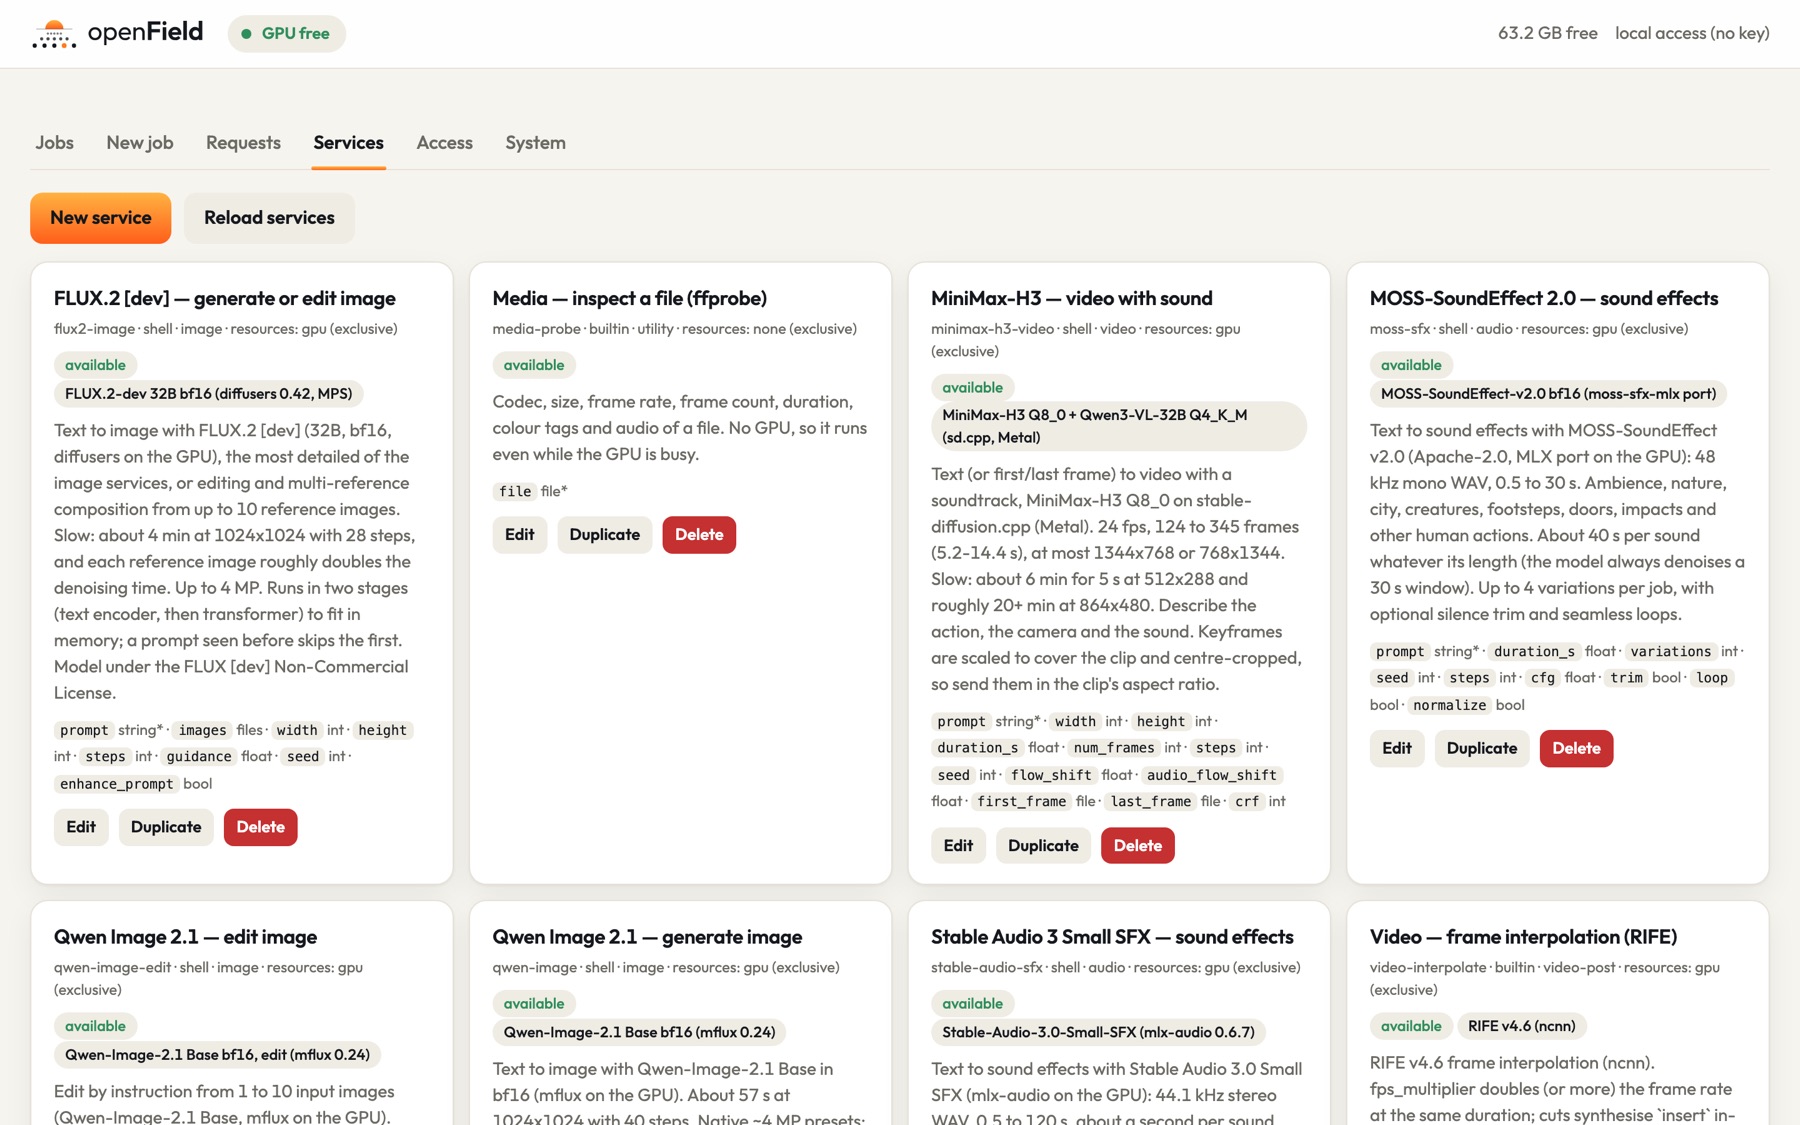 openField
GPU free
63.2 GB free
local access (no key)
Jobs
New job
Requests
Services
Access
System
New service
Reload services
FLUX.2 [dev] — generate or edit image
flux2-image · shell · image · resources: gpu (exclusive)
available
FLUX.2-dev 32B bf16 (diffusers 0.42, MPS)
Text to image with FLUX.2 [dev] (32B, bf16,
diffusers on the GPU), the most detailed of the
image services, or editing and multi-reference
composition from up to 10 reference images.
Slow: about 4 min at 1024x1024 with 28 steps,
and each reference image roughly doubles the
denoising time. Up to 4 MP. Runs in two stages
(text encoder, then transformer) to fit in
memory; a prompt seen before skips the first.
Model under the FLUX [dev] Non-Commercial
License.
prompt string* · images files · width int · height
int · steps int · guidance float · seed int ·
enhance_prompt bool
Edit
Duplicate
Delete
Media — inspect a file (ffprobe)
media-probe · builtin · utility · resources: none (exclusive)
available
Codec, size, frame rate, frame count, duration,
colour tags and audio of a file. No GPU, so it runs
even while the GPU is busy.
file file*
Edit
Duplicate
Delete
MiniMax-H3 — video with sound
minimax-h3-video · shell · video · resources: gpu
(exclusive)
available
MiniMax-H3 Q8_0 + Qwen3-VL-32B Q4_K_M
(sd.cpp, Metal)
Text (or first/last frame) to video with a
soundtrack, MiniMax-H3 Q8_0 on stable-
diffusion.cpp (Metal). 24 fps, 124 to 345 frames
(5.2-14.4 s), at most 1344x768 or 768x1344.
Slow: about 6 min for 5 s at 512x288 and
roughly 20+ min at 864x480. Describe the
action, the camera and the sound. Keyframes
are scaled to cover the clip and centre-cropped,
so send them in the clip's aspect ratio.
prompt string* · width int · height int ·
duration_s float · num_frames int · steps int ·
seed int · flow_shift float · audio_flow_shift
float · first_frame file · last_frame file · crf int
Edit
Duplicate
Delete
MOSS-SoundEffect 2.0 — sound effects
moss-sfx · shell · audio · resources: gpu (exclusive)
available
MOSS-SoundEffect-v2.0 bf16 (moss-sfx-mlx port)
Text to sound effects with MOSS-SoundEffect
v2.0 (Apache-2.0, MLX port on the GPU): 48
kHz mono WAV, 0.5 to 30 s. Ambience, nature,
city, creatures, footsteps, doors, impacts and
other human actions. About 40 s per sound
whatever its length (the model always denoises a
30 s window). Up to 4 variations per job, with
optional silence trim and seamless loops.
prompt string* · duration_s float · variations int ·
seed int · steps int · cfg float · trim bool · loop
bool · normalize bool
Edit
Duplicate
Delete
Qwen Image 2.1 — edit image
qwen-image-edit · shell · image · resources: gpu
(exclusive)
available
Qwen-Image-2.1 Base bf16, edit (mflux 0.24)
Edit by instruction from 1 to 10 input images
(Qwen-Image-2.1 Base, mflux on the GPU).
Qwen Image 2.1 — generate image
qwen-image · shell · image · resources: gpu (exclusive)
available
Qwen-Image-2.1 Base bf16 (mflux 0.24)
Text to image with Qwen-Image-2.1 Base in
bf16 (mflux on the GPU). About 57 s at
1024x1024 with 40 steps. Native ~4 MP presets:
Stable Audio 3 Small SFX — sound effects
stable-audio-sfx · shell · audio · resources: gpu (exclusive)
available
Stable-Audio-3.0-Small-SFX (mlx-audio 0.6.7)
Text to sound effects with Stable Audio 3.0 Small
SFX (mlx-audio on the GPU): 44.1 kHz stereo
WAV, 0.5 to 120 s, about a second per sound
Video — frame interpolation (RIFE)
video-interpolate · builtin · video-post · resources: gpu
(exclusive)
available
RIFE v4.6 (ncnn)
RIFE v4.6 frame interpolation (ncnn).
fps_multiplier doubles (or more) the frame rate
at the same duration; cuts synthesise `insert` in-